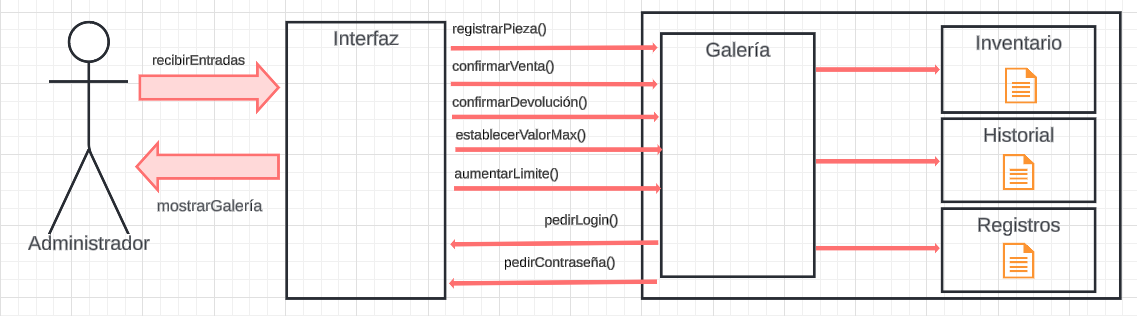 recibirEntradas
mostrarGalería
Administrador
Interfaz
registrarPieza()
confirmarVenta()
confirmarDevolución()
establecerValorMax()
aumentarLimite()
pedirLogin()
pedirContraseña()
Galería
Inventario
Historial
Registros